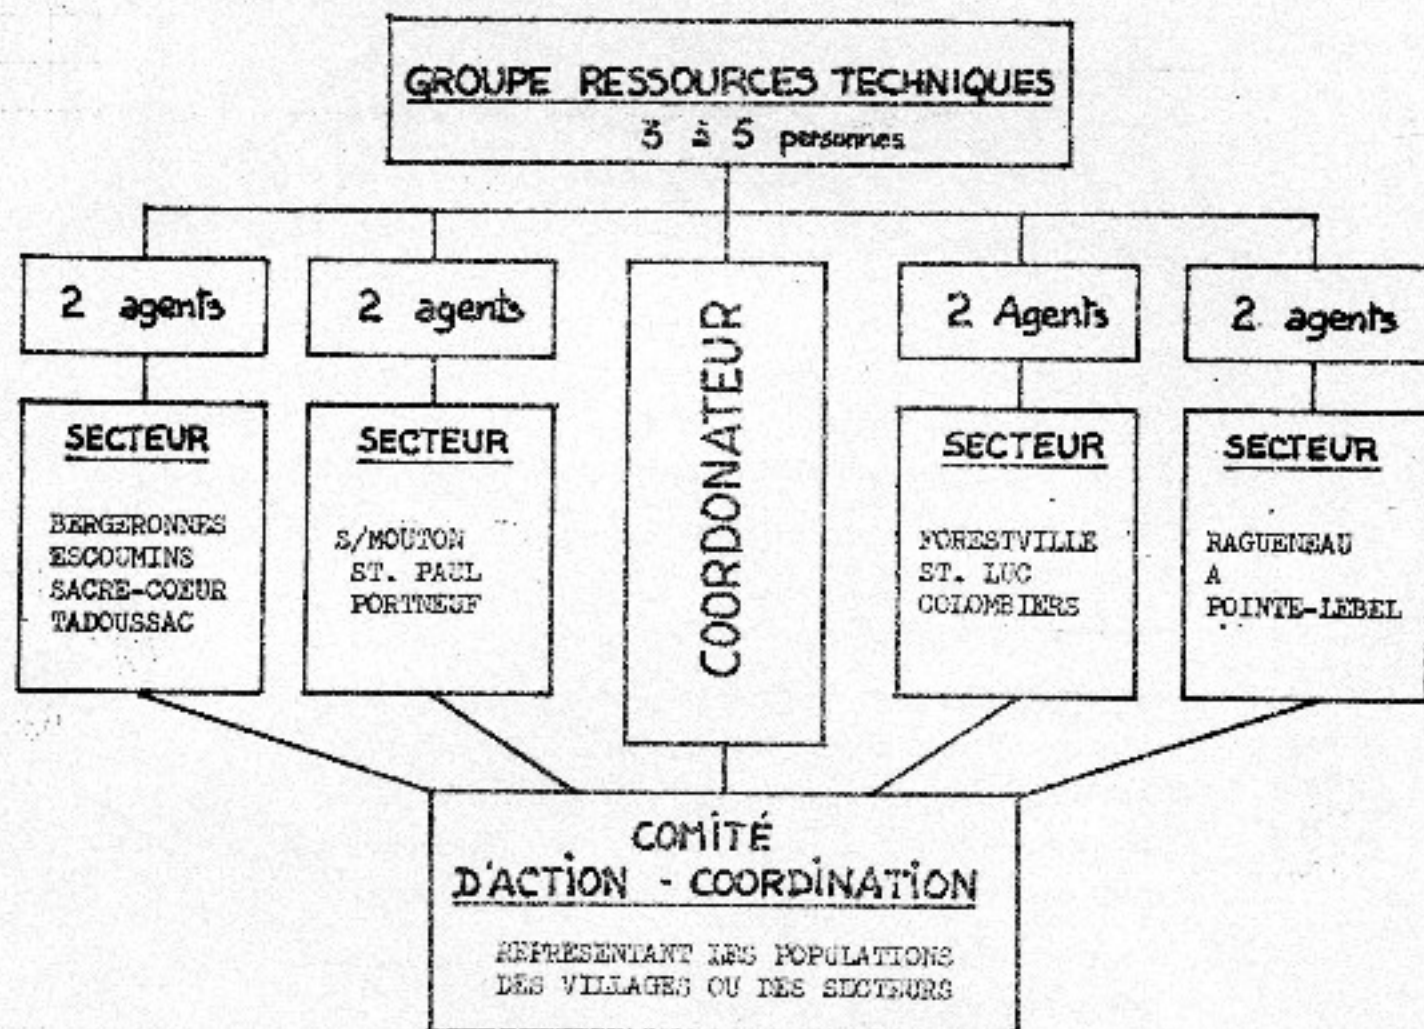 GROUPE RESSOURCES TECHNIQUES
3 à 5 personnes
2 agents
2 agents
COORDONATEUR
2 Agents
2 agents
SECTEUR
BERGERONNES
ESCOUMINS
SACRE-COEUR
TADOUSSAC
SECTEUR
S/MOUTON
ST. PAUL
PORTNEUF
SECTEUR
FORESTVILLE
ST. LUC
COLOMBIERS
SECTEUR
RAGUENEAU
A
POINTE-LEBEL
COMITÉ
D'ACTION - COORDINATION
REPRESENTANT LES POPULATIONS
DES VILLAGES OU DES SECTEURS